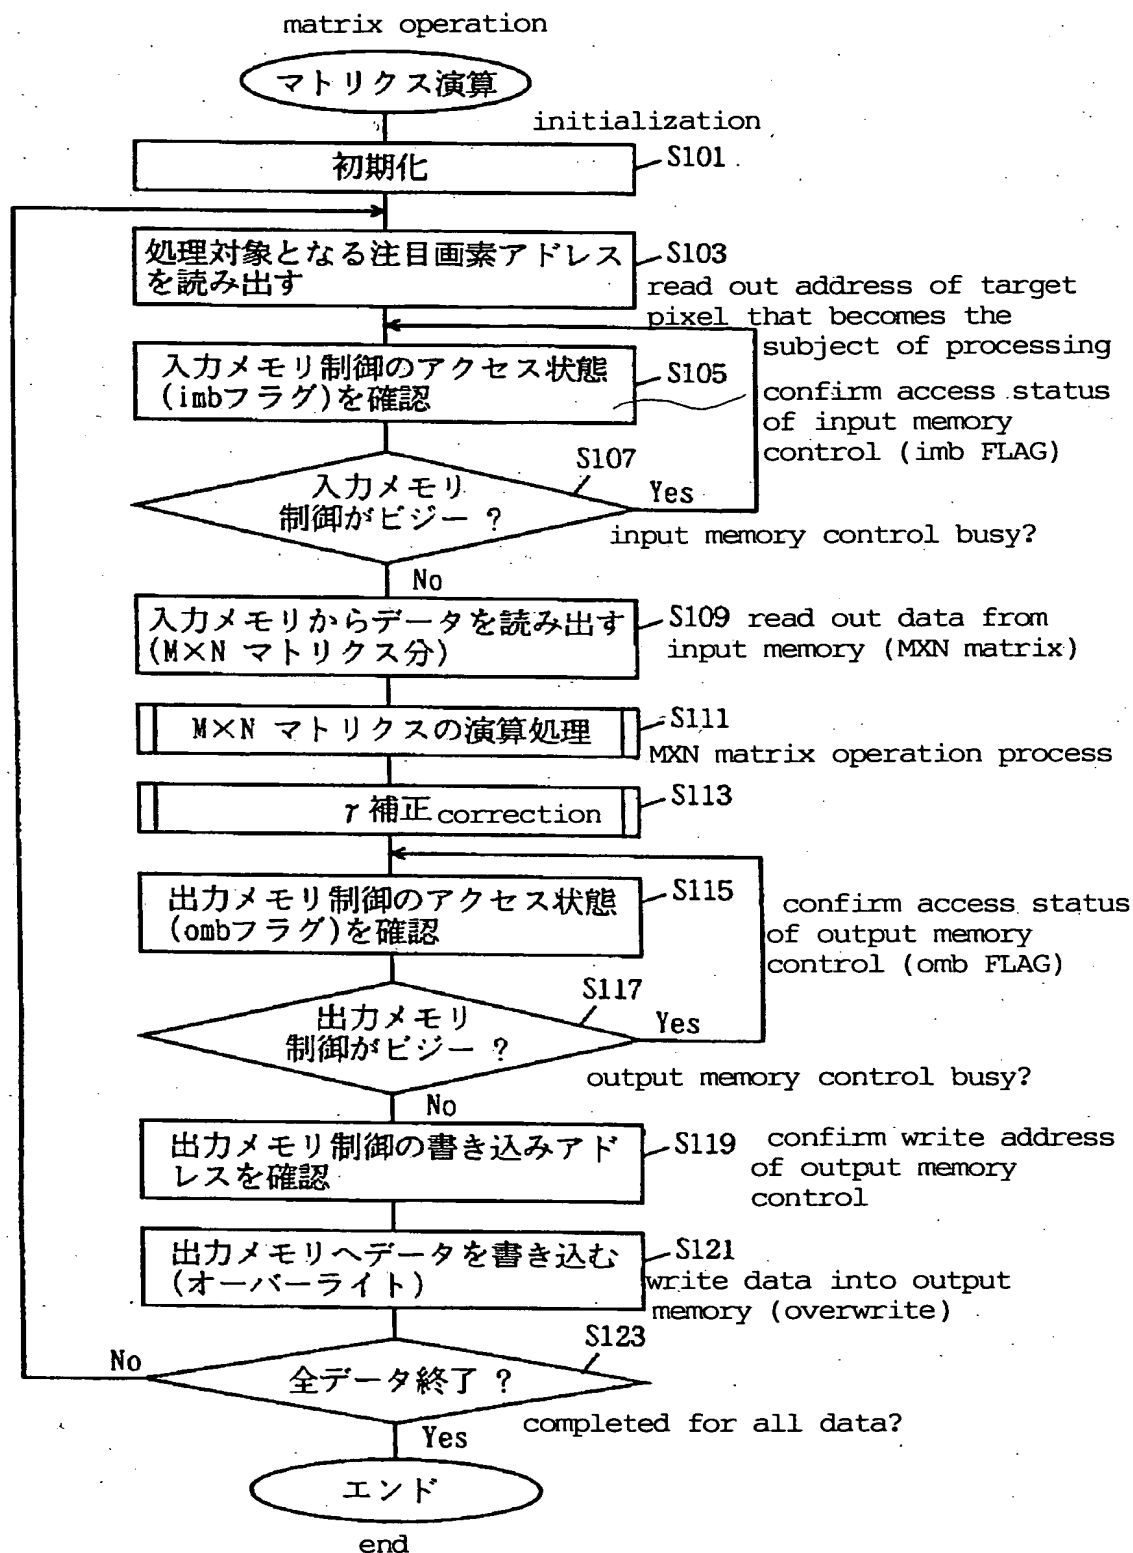 matrix operation
マトリクス演算
initialization
初期化
S101
処理対象となる注目画素アドレス
を読み出す
S103
read out address of target
pixel that becomes the
subject of processing
入力メモリ制御のアクセス状態
(imbフラグ)を確認
S105
confirm access status
of input memory
control (imb FLAG)
S107
入力メモリ
制御がビジー ?
Yes
input memory control busy?
No
入力メモリからデータを読み出す
(M×N マトリクス分)
S109 read out data from
input memory (MXN matrix)
M×N マトリクスの演算処理
S111
MXN matrix operation process
γ 補正 correction
S113
出力メモリ制御のアクセス状態
(ombフラグ)を確認
S115
confirm access status
of output memory
control (omb FLAG)
S117
出力メモリ
制御がビジー ?
Yes
output memory control busy?
No
出力メモリ制御の書き込みアド
レスを確認
S119 confirm write address
of output memory
control
出力メモリへデータを書き込む
(オーバーライト)
S121
write data into output
memory (overwrite)
S123
No
全データ終了 ?
completed for all data?
Yes
エンド
end